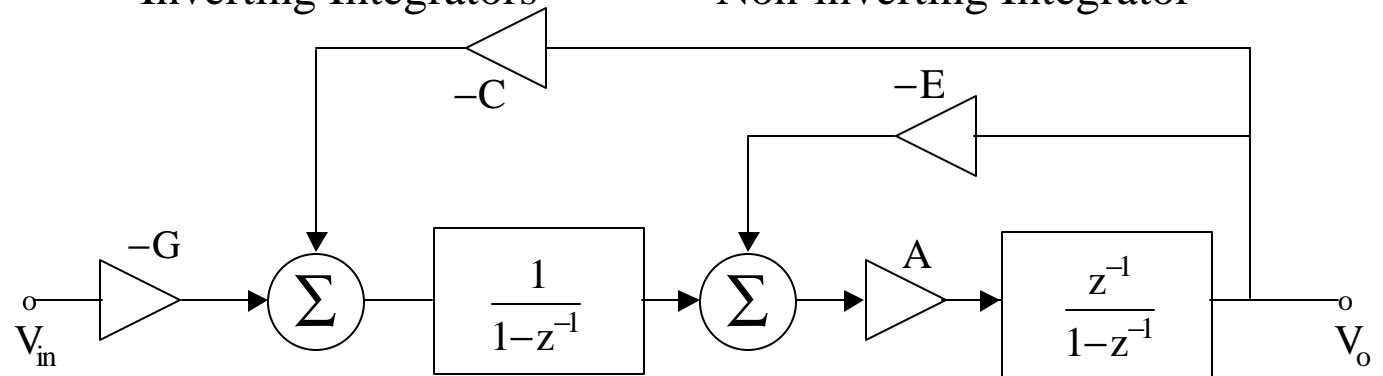 Inverting Integrators Non-inverting Integrator
−C
−E
−G
A
Σ
1
1−z⁻¹
Σ
z⁻¹
1−z⁻¹
V_in
V_o